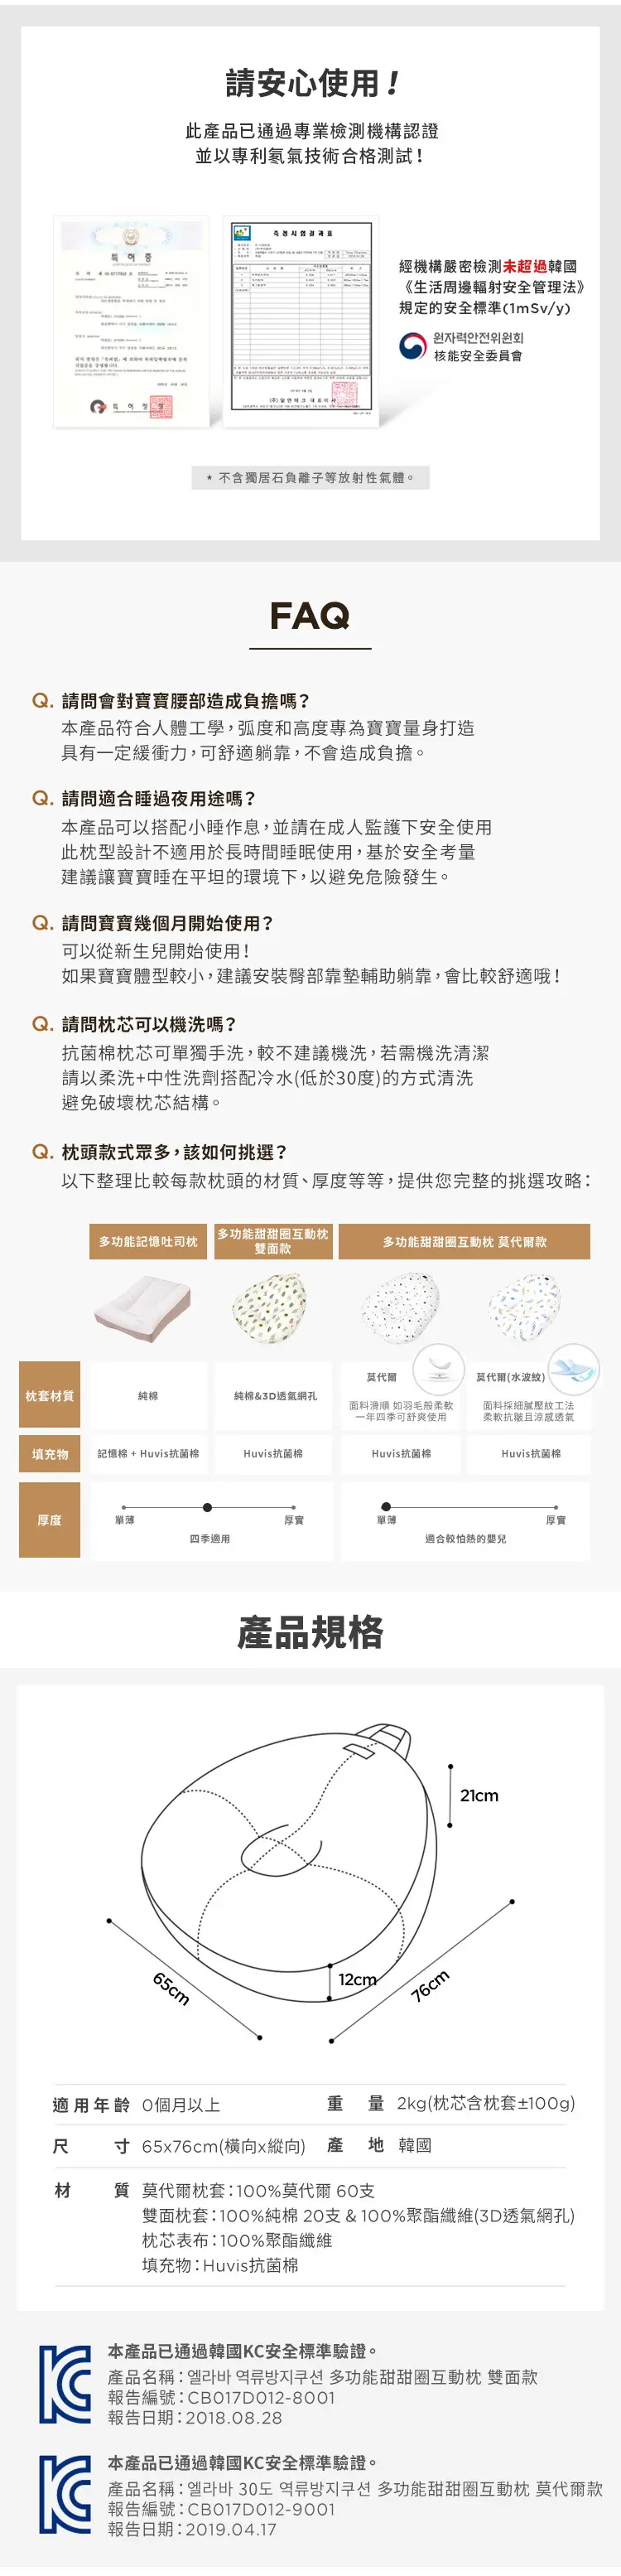 請安心使用！
此產品已通過專業檢測機構認證
並以專利氡氣技術合格測試！
특허증
측정시험결과표
특허청장
經機構嚴密檢測未超過韓國
《生活周邊輻射安全管理法》
規定的安全標準(1mSv/y)
원자력안전위원회
核能安全委員會
* 不含獨居石負離子等放射性氣體。
FAQ
Q. 請問會對寶寶腰部造成負擔嗎？
本產品符合人體工學，弧度和高度專為寶寶量身打造
具有一定緩衝力，可舒適躺靠，不會造成負擔。
Q. 請問適合睡過夜用途嗎？
本產品可以搭配小睡作息，並請在成人監護下安全使用
此枕型設計不適用於長時間睡眠使用，基於安全考量
建議讓寶寶睡在平坦的環境下，以避免危險發生。
Q. 請問寶寶幾個月開始使用？
可以從新生兒開始使用！
如果寶寶體型較小，建議安裝臀部靠墊輔助躺靠，會比較舒適哦！
Q. 請問枕芯可以機洗嗎？
抗菌棉枕芯可單獨手洗，較不建議機洗，若需機洗清潔
請以柔洗+中性洗劑搭配冷水(低於30度)的方式清洗
避免破壞枕芯結構。
Q. 枕頭款式眾多，該如何挑選？
以下整理比較每款枕頭的材質、厚度等等，提供您完整的挑選攻略：
多功能記憶吐司枕
多功能甜甜圈互動枕
雙面款
多功能甜甜圈互動枕 莫代爾款
枕套材質
純棉
純棉&3D透氣網孔
莫代爾
面料滑順 如羽毛般柔軟
一年四季可舒爽使用
莫代爾(水波紋)
面料採細膩壓紋工法
柔軟抗皺且涼感透氣
填充物
記憶棉 + Huvis抗菌棉
Huvis抗菌棉
Huvis抗菌棉
Huvis抗菌棉
厚度
單薄
厚實
四季適用
單薄
厚實
適合較怕熱的嬰兒
產品規格
21cm
12cm
65cm
76cm
適用年齡 0個月以上
重量 2kg(枕芯含枕套±100g)
尺寸 65x76cm(橫向x縱向)
產地 韓國
材質 莫代爾枕套：100%莫代爾 60支
雙面枕套：100%純棉 20支 & 100%聚酯纖維(3D透氣網孔)
枕芯表布：100%聚酯纖維
填充物：Huvis抗菌棉
本產品已通過韓國KC安全標準驗證。
產品名稱：엘라바 역류방지쿠션 多功能甜甜圈互動枕 雙面款
報告編號：CB017D012-8001
報告日期：2018.08.28
本產品已通過韓國KC安全標準驗證。
產品名稱：엘라바 30도 역류방지쿠션 多功能甜甜圈互動枕 莫代爾款
報告編號：CB017D012-9001
報告日期：2019.04.17